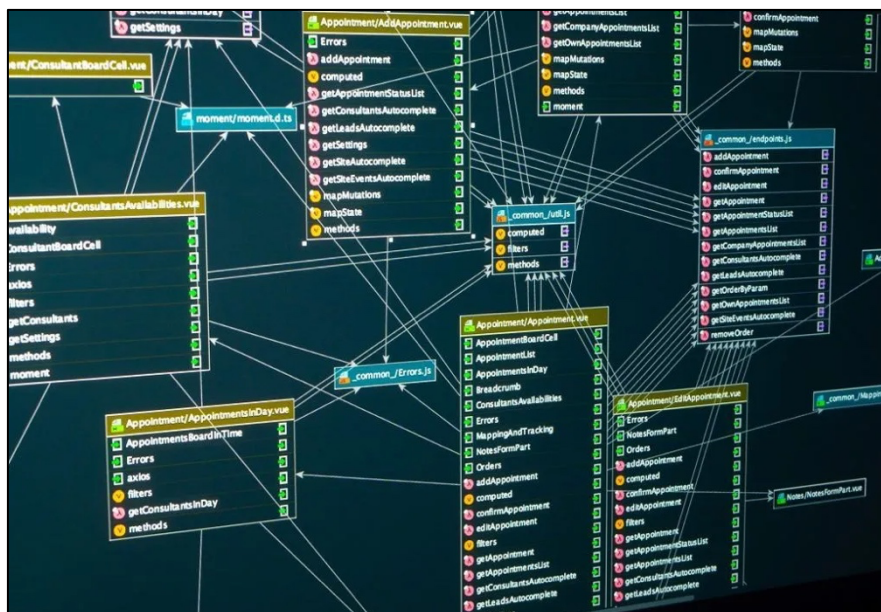 getSettings
Appointment/AddAppointment.vue
Errors
addAppointment
computed
getAppointmentStatusList
getConsultantsAutocomplete
getLeadsAutocomplete
getSettings
getSiteAutocomplete
getSiteEventsAutocomplete
mapMutations
mapState
methods
getCompanyAppointmentsList
getOwnAppointmentsList
mapMutations
mapState
methods
moment
confirmAppointment
mapMutations
mapState
methods
ent/ConsultantBoardCell.vue
moment/moment.d.ts
_common_/endpoints.js
addAppointment
confirmAppointment
editAppointment
getAppointment
getAppointmentStatusList
getAppointmentsList
getCompanyAppointmentsList
getConsultantsAutocomplete
getLeadsAutocomplete
getOrderByParam
getOwnAppointmentsList
getSiteEventsAutocomplete
removeOrder
Appointment/ConsultantsAvailabilities.vue
availability
ConsultantBoardCell
Errors
axios
filters
getConsultants
getSettings
methods
moment
_common_/util.js
computed
filters
methods
_common_/Errors.js
Appointment/Appointment.vue
AppointmentBoardCell
AppointmentList
AppointmentsInDay
Breadcrumb
ConsultantsAvailabilities
Errors
MappingAndTracking
NotesFormPart
Orders
addAppointment
computed
confirmAppointment
editAppointment
filters
getAppointment
getAppointmentsList
getConsultantsAutocomplete
getLeadsAutocomplete
Appointment/EditAppointment.vue
Errors
NotesFormPart
Orders
addAppointment
computed
confirmAppointment
editAppointment
filters
getAppointment
getAppointmentStatusList
getAppointmentsList
getConsultantsAutocomplete
getLeadsAutocomplete
_common_/Mappin
Notes/NotesFormPart.vue
Appointment/AppointmentsInDay.vue
AppointmentsBoardInTime
Errors
axios
filters
getConsultantsInDay
methods